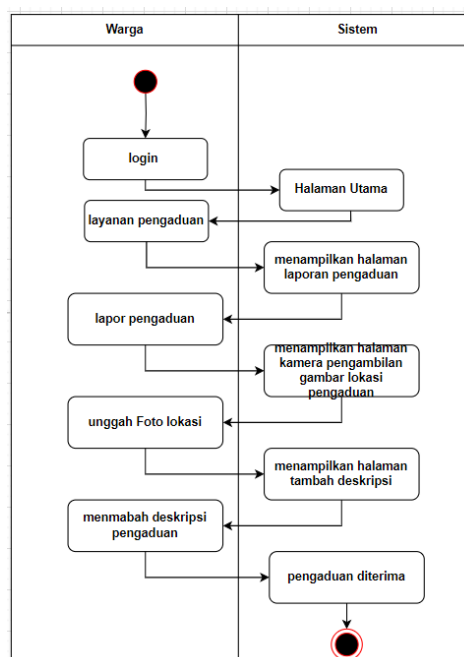 Warga
Sistem
login
Halaman Utama
layanan pengaduan
menampilkan halaman
laporan pengaduan
lapor pengaduan
menampilkan halaman
kamera pengambilan
gambar lokasi
pengaduan
unggah Foto lokasi
menampilkan halaman
tambah deskripsi
menmabah deskripsi
pengaduan
pengaduan diterima